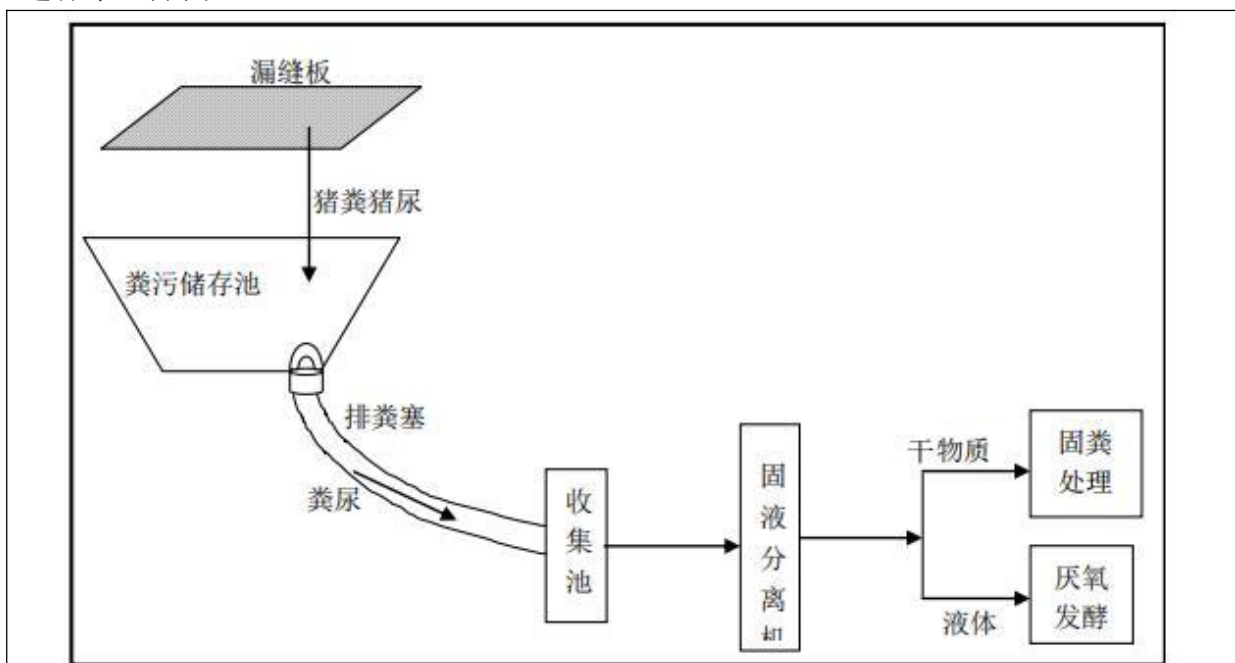 漏缝板
猪粪猪尿
粪污储存池
排粪塞
粪尿
收
集
池
固
液
分
离
干物质
液体
固粪
处理
厌氧
发酵